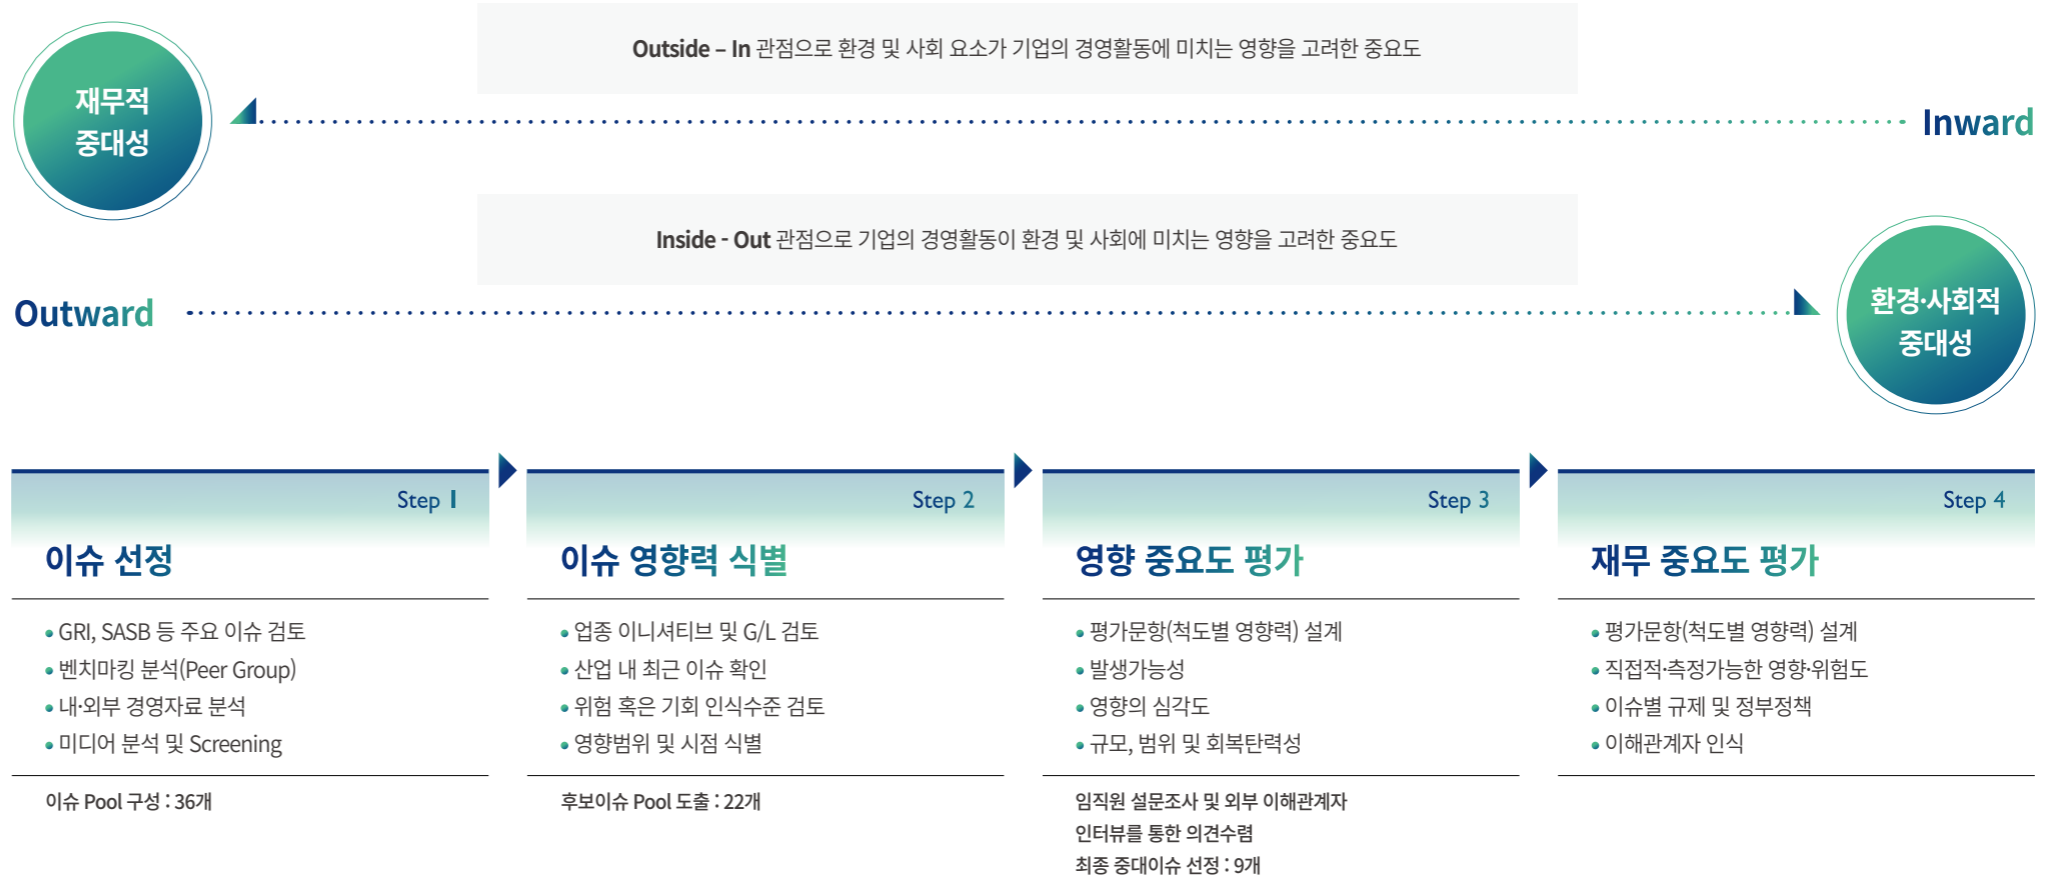 Outside – In 관점으로 환경 및 사회 요소가 기업의 경영활동에 미치는 영향을 고려한 중요도
재무적
중대성
Inward
Inside - Out 관점으로 기업의 경영활동이 환경 및 사회에 미치는 영향을 고려한 중요도
Outward
환경·사회적
중대성
Step 1
이슈 선정
• GRI, SASB 등 주요 이슈 검토
• 벤치마킹 분석(Peer Group)
• 내·외부 경영자료 분석
• 미디어 분석 및 Screening
이슈 Pool 구성 : 36개
Step 2
이슈 영향력 식별
• 업종 이니셔티브 및 G/L 검토
• 산업 내 최근 이슈 확인
• 위험 혹은 기회 인식수준 검토
• 영향범위 및 시점 식별
후보이슈 Pool 도출 : 22개
Step 3
영향 중요도 평가
• 평가문항(척도별 영향력) 설계
• 발생가능성
• 영향의 심각도
• 규모, 범위 및 회복탄력성
임직원 설문조사 및 외부 이해관계자
인터뷰를 통한 의견수렴
최종 중대이슈 선정 : 9개
Step 4
재무 중요도 평가
• 평가문항(척도별 영향력) 설계
• 직접적·측정가능한 영향·위험도
• 이슈별 규제 및 정부정책
• 이해관계자 인식